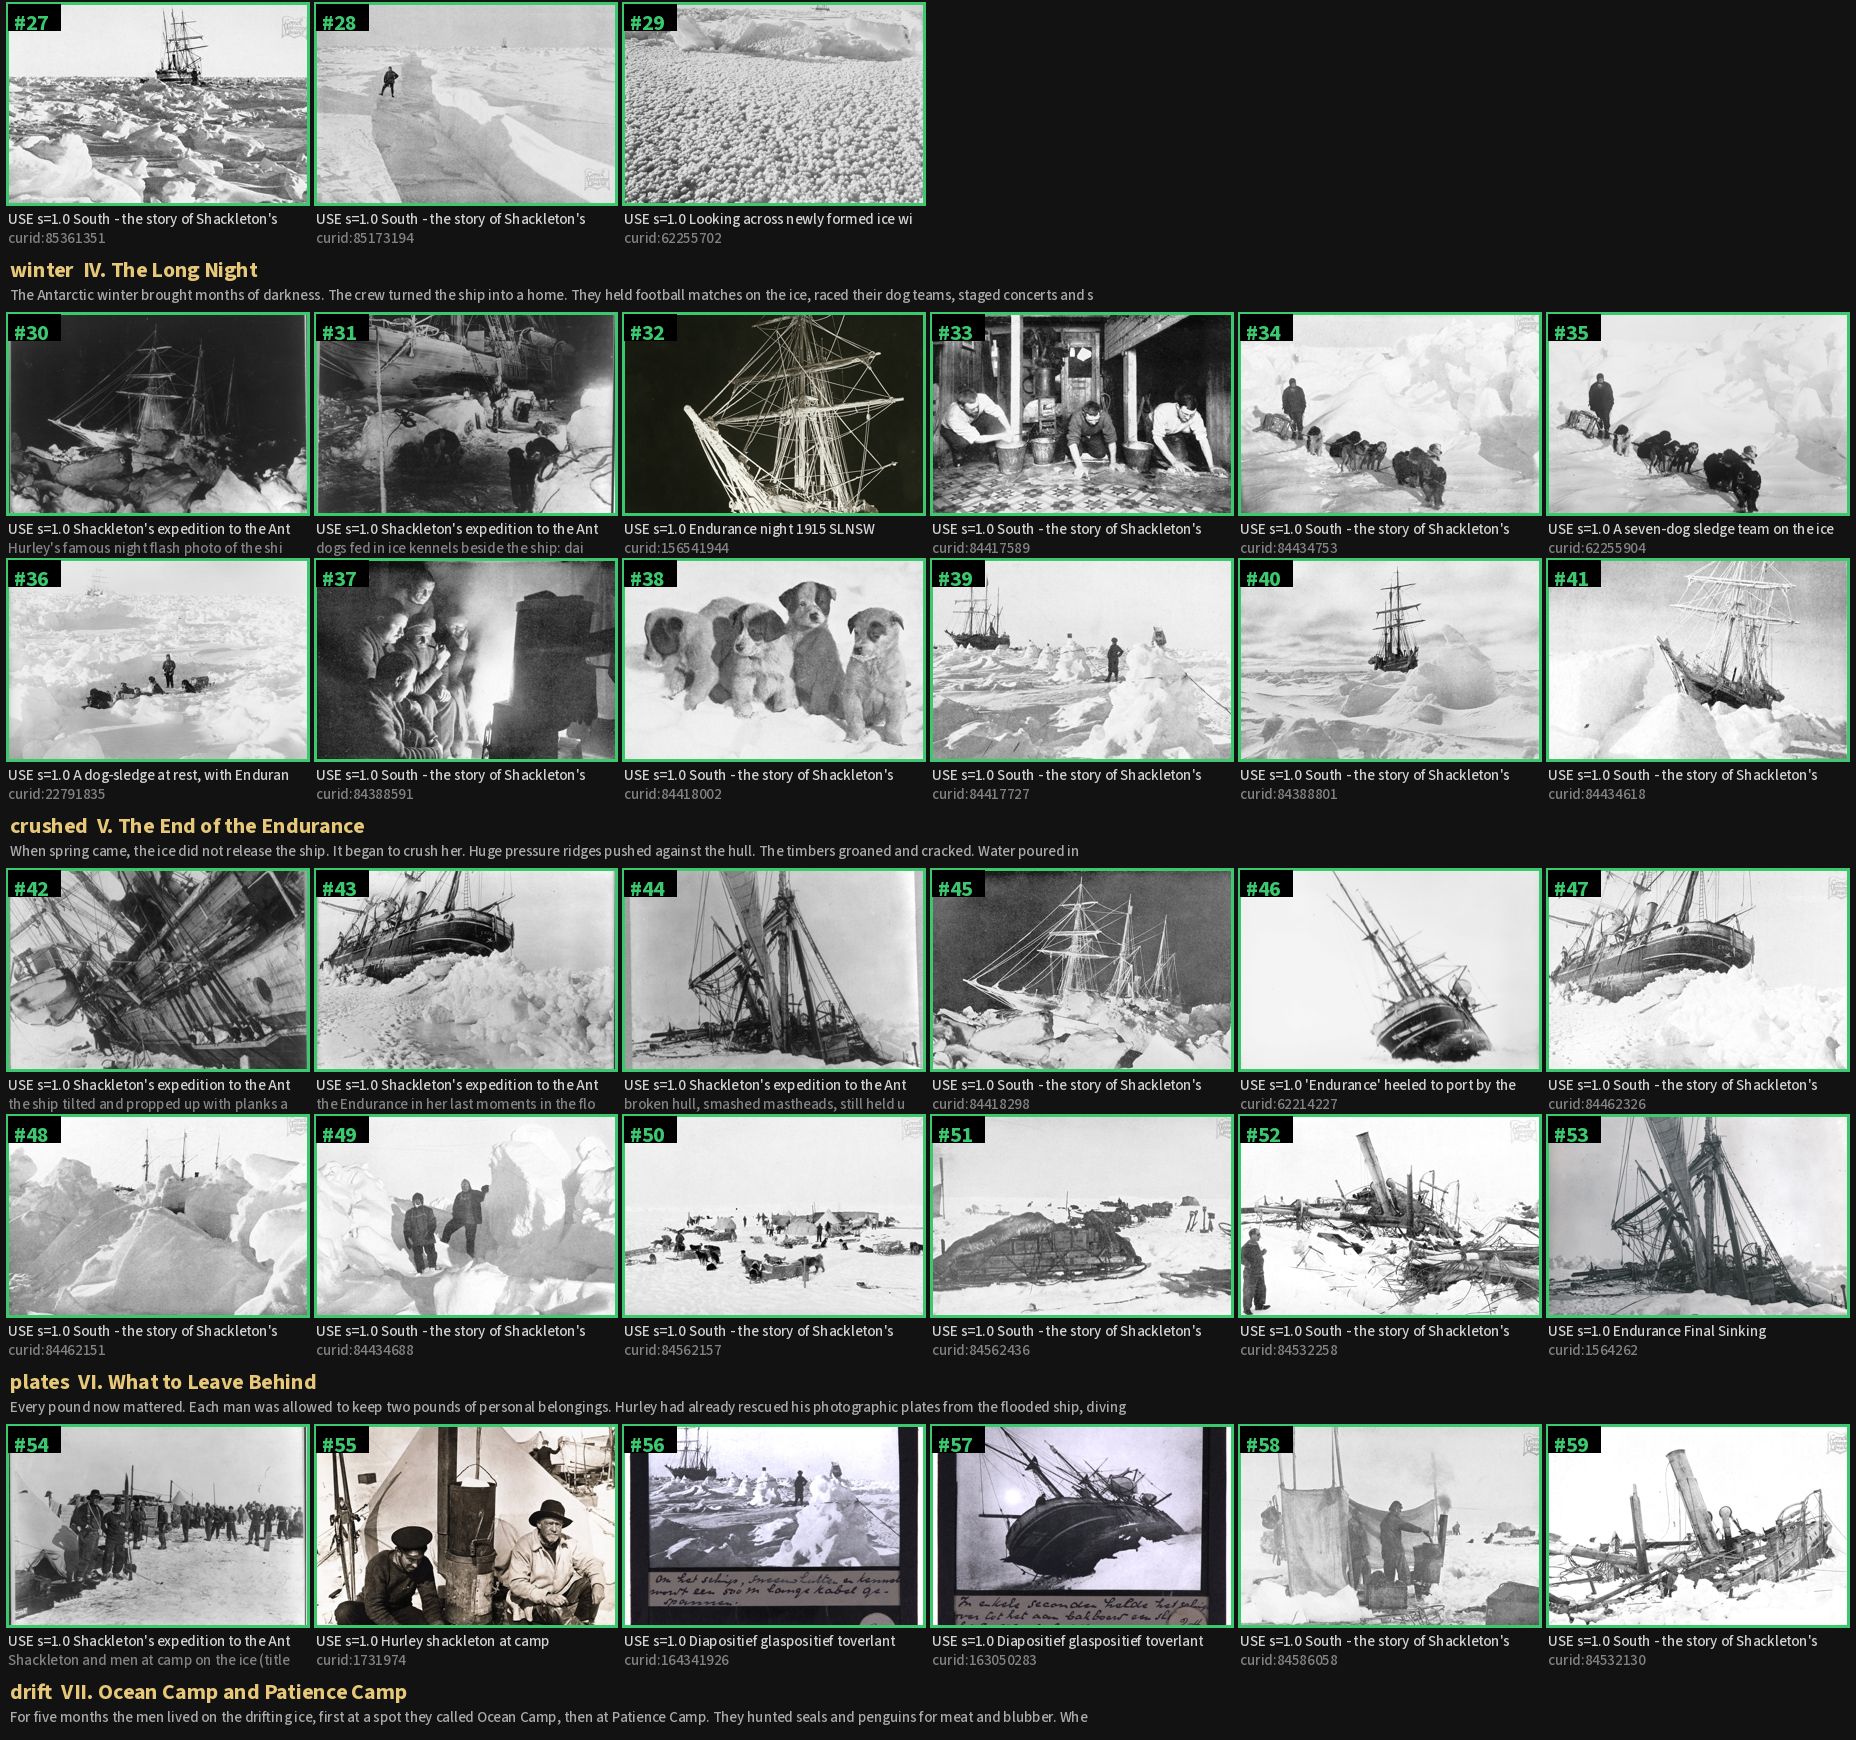 #27 #28 #29
USE s=1.0 South - the story of Shackleton's USE s=1.0 South - the story of Shackleton's USE s=1.0 Looking across newly formed ice wi
curid:85361351 curid:85173194 curid:62255702
winter IV. The Long Night
The Antarctic winter brought months of darkness. The crew turned the ship into a home. They held football matches on the ice, raced their dog teams, staged concerts and s
#30 #31 #32 #33 #34 #35
USE s=1.0 Shackleton's expedition to the Ant USE s=1.0 Shackleton's expedition to the Ant USE s=1.0 Endurance night 1915 SLNSW USE s=1.0 South - the story of Shackleton's USE s=1.0 South - the story of Shackleton's USE s=1.0 A seven-dog sledge team on the ice
Hurley's famous night flash photo of the shi dogs fed in ice kennels beside the ship: dai curid:156541944 curid:84417589 curid:84434753 curid:62255904
#36 #37 #38 #39 #40 #41
USE s=1.0 A dog-sledge at rest, with Enduran USE s=1.0 South - the story of Shackleton's USE s=1.0 South - the story of Shackleton's USE s=1.0 South - the story of Shackleton's USE s=1.0 South - the story of Shackleton's USE s=1.0 South - the story of Shackleton's
curid:22791835 curid:84388591 curid:84418002 curid:84417727 curid:84388801 curid:84434618
crushed V. The End of the Endurance
When spring came, the ice did not release the ship. It began to crush her. Huge pressure ridges pushed against the hull. The timbers groaned and cracked. Water poured in
#42 #43 #44 #45 #46 #47
USE s=1.0 Shackleton's expedition to the Ant USE s=1.0 Shackleton's expedition to the Ant USE s=1.0 Shackleton's expedition to the Ant USE s=1.0 South - the story of Shackleton's USE s=1.0 'Endurance' heeled to port by the USE s=1.0 South - the story of Shackleton's
the ship tilted and propped up with planks a the Endurance in her last moments in the flo broken hull, smashed mastheads, still held u curid:84418298 curid:62214227 curid:84462326
#48 #49 #50 #51 #52 #53
USE s=1.0 South - the story of Shackleton's USE s=1.0 South - the story of Shackleton's USE s=1.0 South - the story of Shackleton's USE s=1.0 South - the story of Shackleton's USE s=1.0 South - the story of Shackleton's USE s=1.0 Endurance Final Sinking
curid:84462151 curid:84434688 curid:84562157 curid:84562436 curid:84532258 curid:1564262
plates VI. What to Leave Behind
Every pound now mattered. Each man was allowed to keep two pounds of personal belongings. Hurley had already rescued his photographic plates from the flooded ship, diving
#54 #55 #56 #57 #58 #59
Om het schip, sneeuwhutten en kennels
wordt een 500 m lange kabel ge-
spannen.
In enkele seconden helde het schip
over tot het aan bakboord
USE s=1.0 Shackleton's expedition to the Ant USE s=1.0 Hurley shackleton at camp USE s=1.0 Diapositief glaspositief toverlant USE s=1.0 Diapositief glaspositief toverlant USE s=1.0 South - the story of Shackleton's USE s=1.0 South - the story of Shackleton's
Shackleton and men at camp on the ice (title curid:1731974 curid:164341926 curid:163050283 curid:84586058 curid:84532130
drift VII. Ocean Camp and Patience Camp
For five months the men lived on the drifting ice, first at a spot they called Ocean Camp, then at Patience Camp. They hunted seals and penguins for meat and blubber. Whe